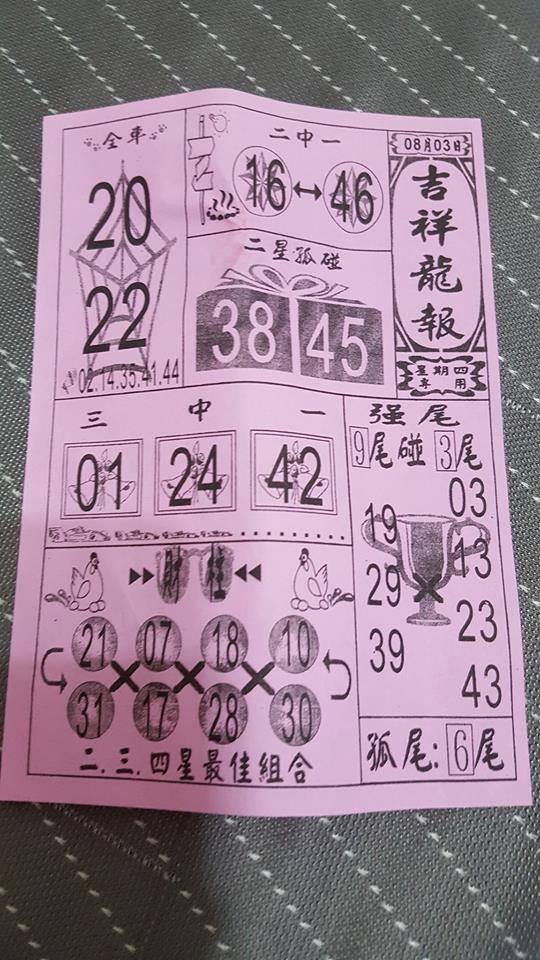 08月03日
吉祥龍報
星期四
專用
二中一
16↔46
全車
20
22
02.14.35.41.44
二星孤碰
38 45
三中一
01 24 42
强尾
9尾碰3尾
03
19
13
29 ×
23
39
43
財柱
21 07 18 10
× × ×
31 17 28 30
二.三.四星最佳組合
孤尾:6尾